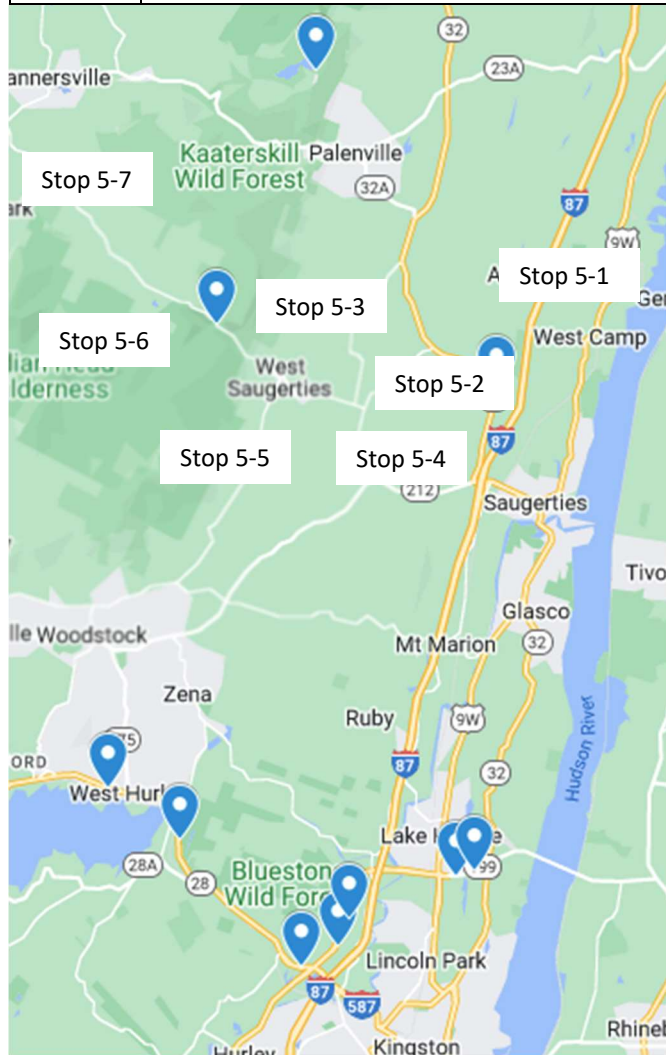 32
23A
annersville
Kaaterskill
Wild Forest
Palenville
Stop 5-7
32A
ark
87
9W
A
Stop 5-1
Ger
Stop 5-3
West Camp
Stop 5-6
West
Saugerties
Stop 5-2
lderness
87
Stop 5-5
Stop 5-4
212
Saugerties
Tivo
Glasco
32
lle Woodstock
Mt Marion
Zena
Ruby
9W
Hudson River
75
ORD
87
32
West Hurl
Lake H
e
28A
199
Bluestone
Wild Fore
28
Lincoln Park
87
587
Rhineb
Hurley
Kingston